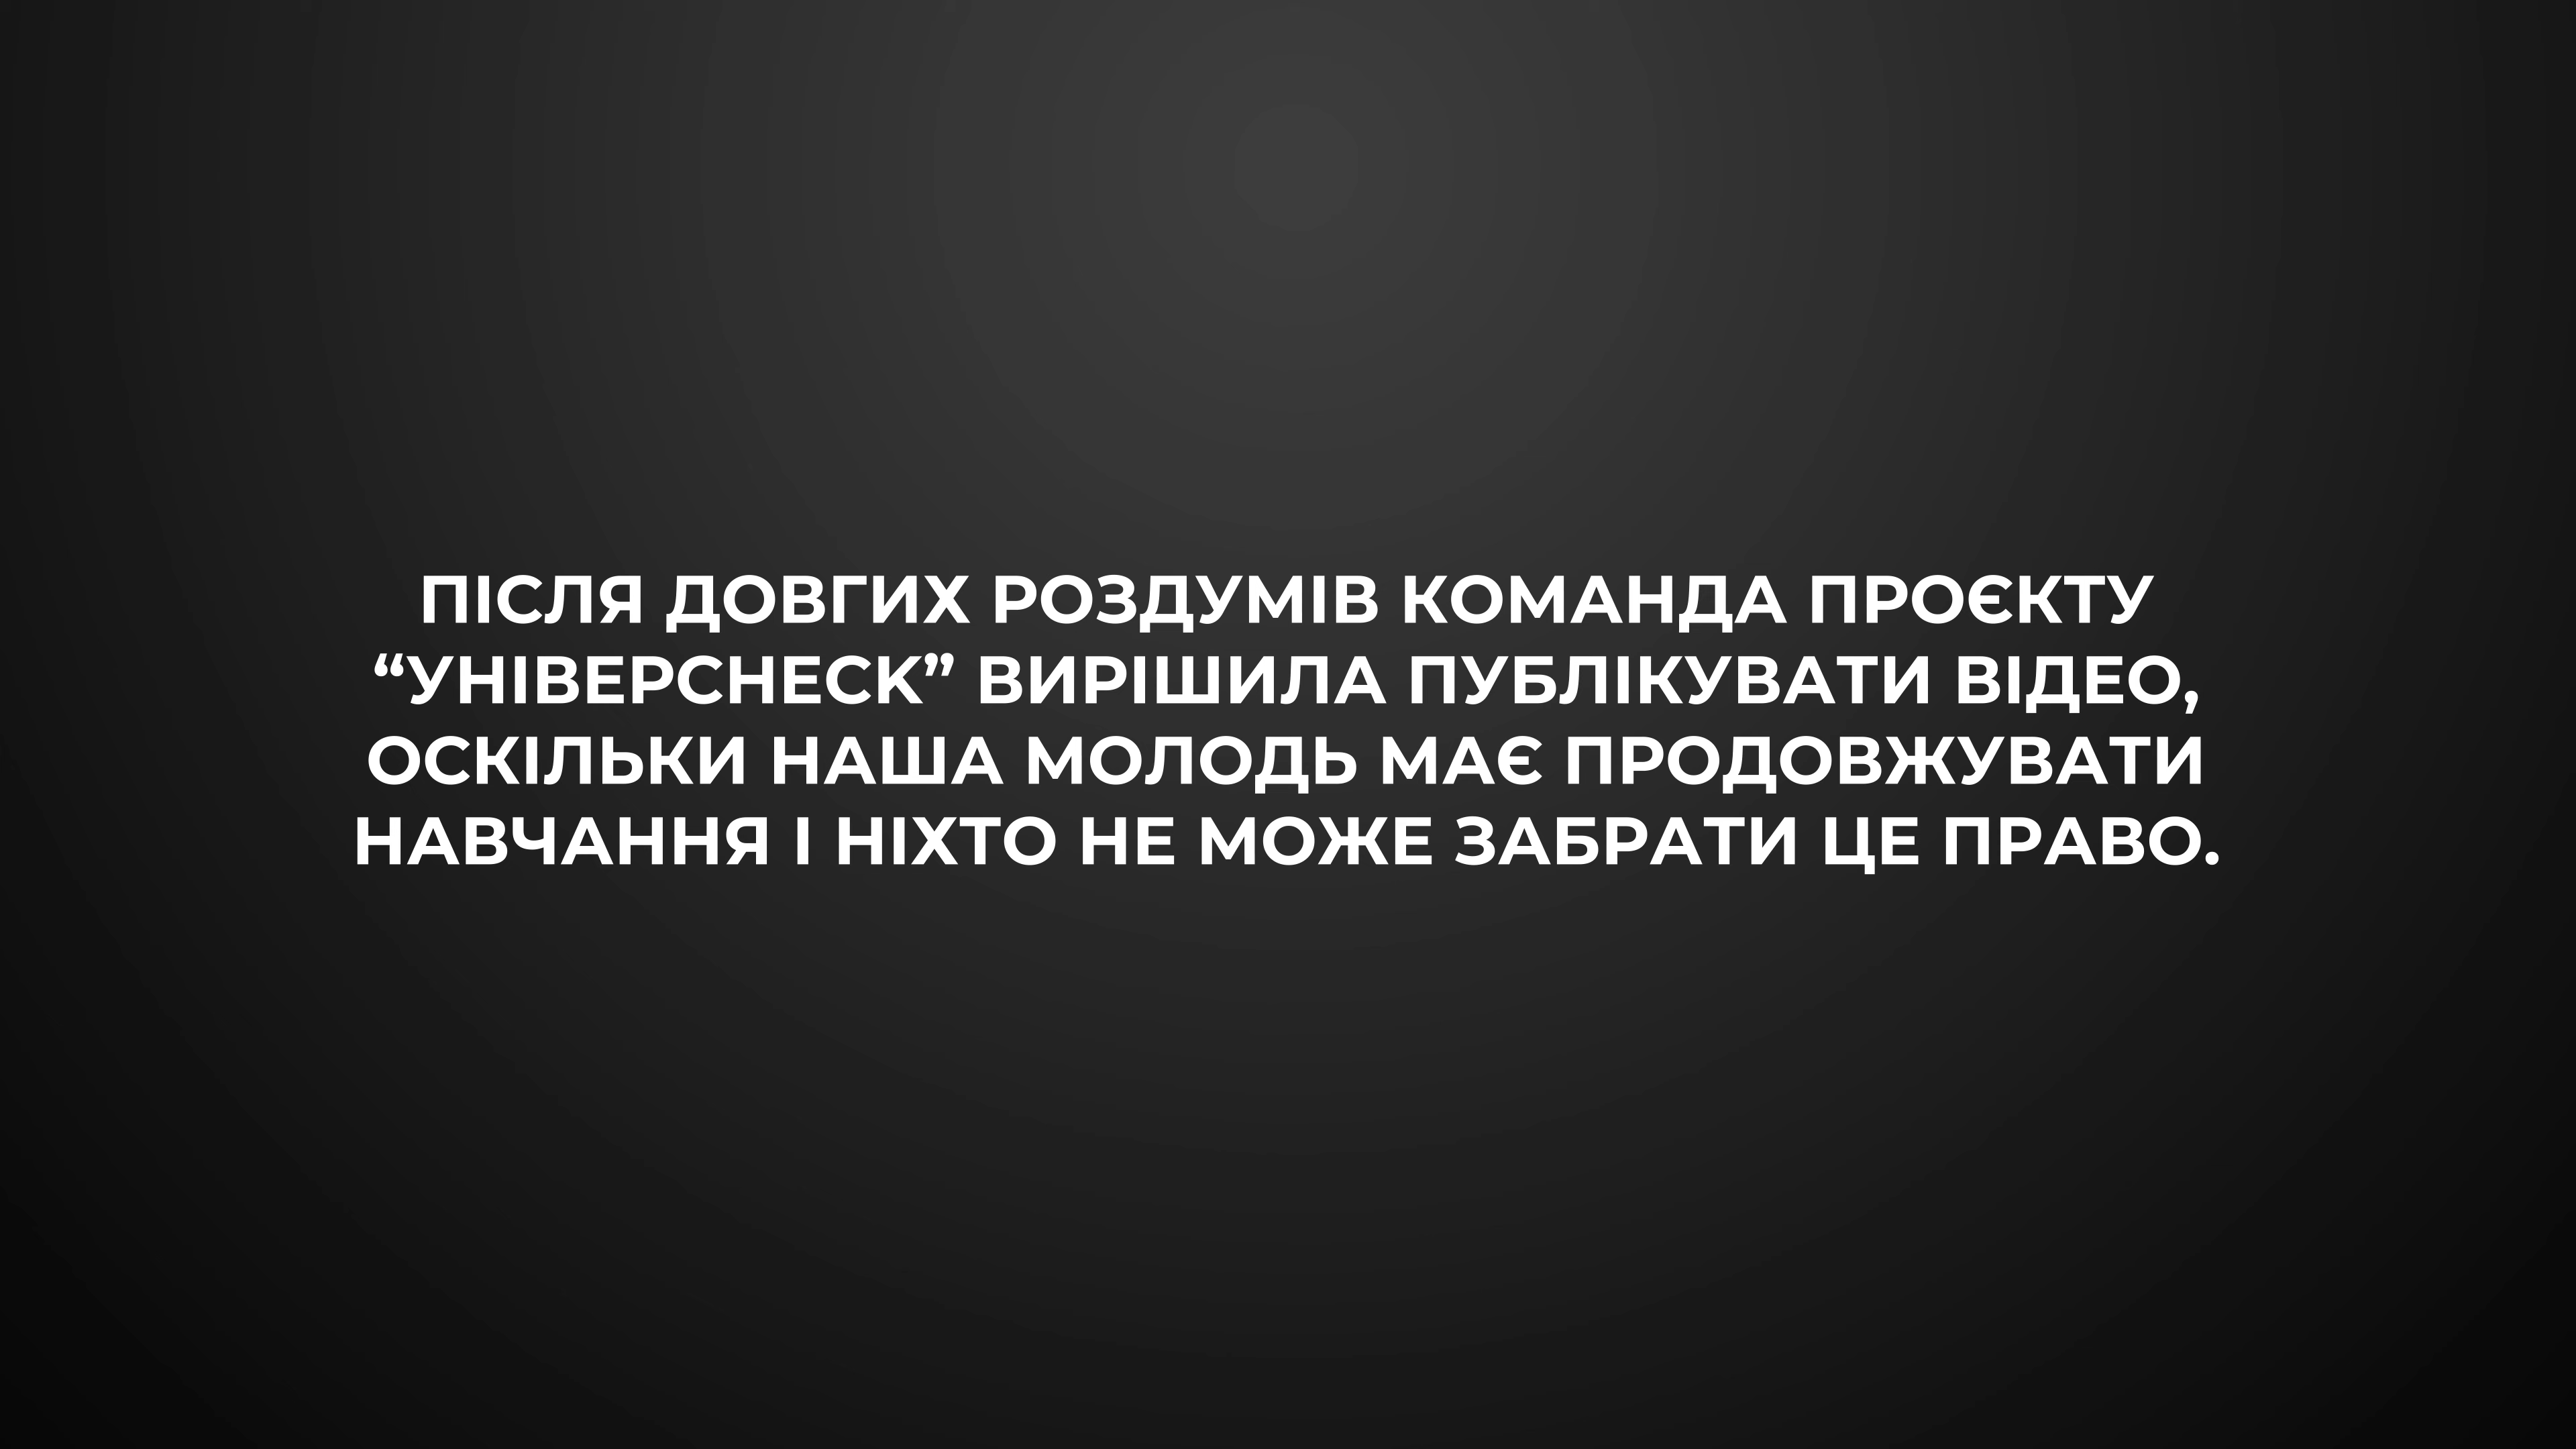 ПІСЛЯ ДОВГИХ РОЗДУМІВ КОМАНДА ПРОЄКТУ
“УНІВЕРCHECK” ВИРІШИЛА ПУБЛІКУВАТИ ВІДЕО,
ОСКІЛЬКИ НАША МОЛОДЬ МАЄ ПРОДОВЖУВАТИ
НАВЧАННЯ І НІХТО НЕ МОЖЕ ЗАБРАТИ ЦЕ ПРАВО.